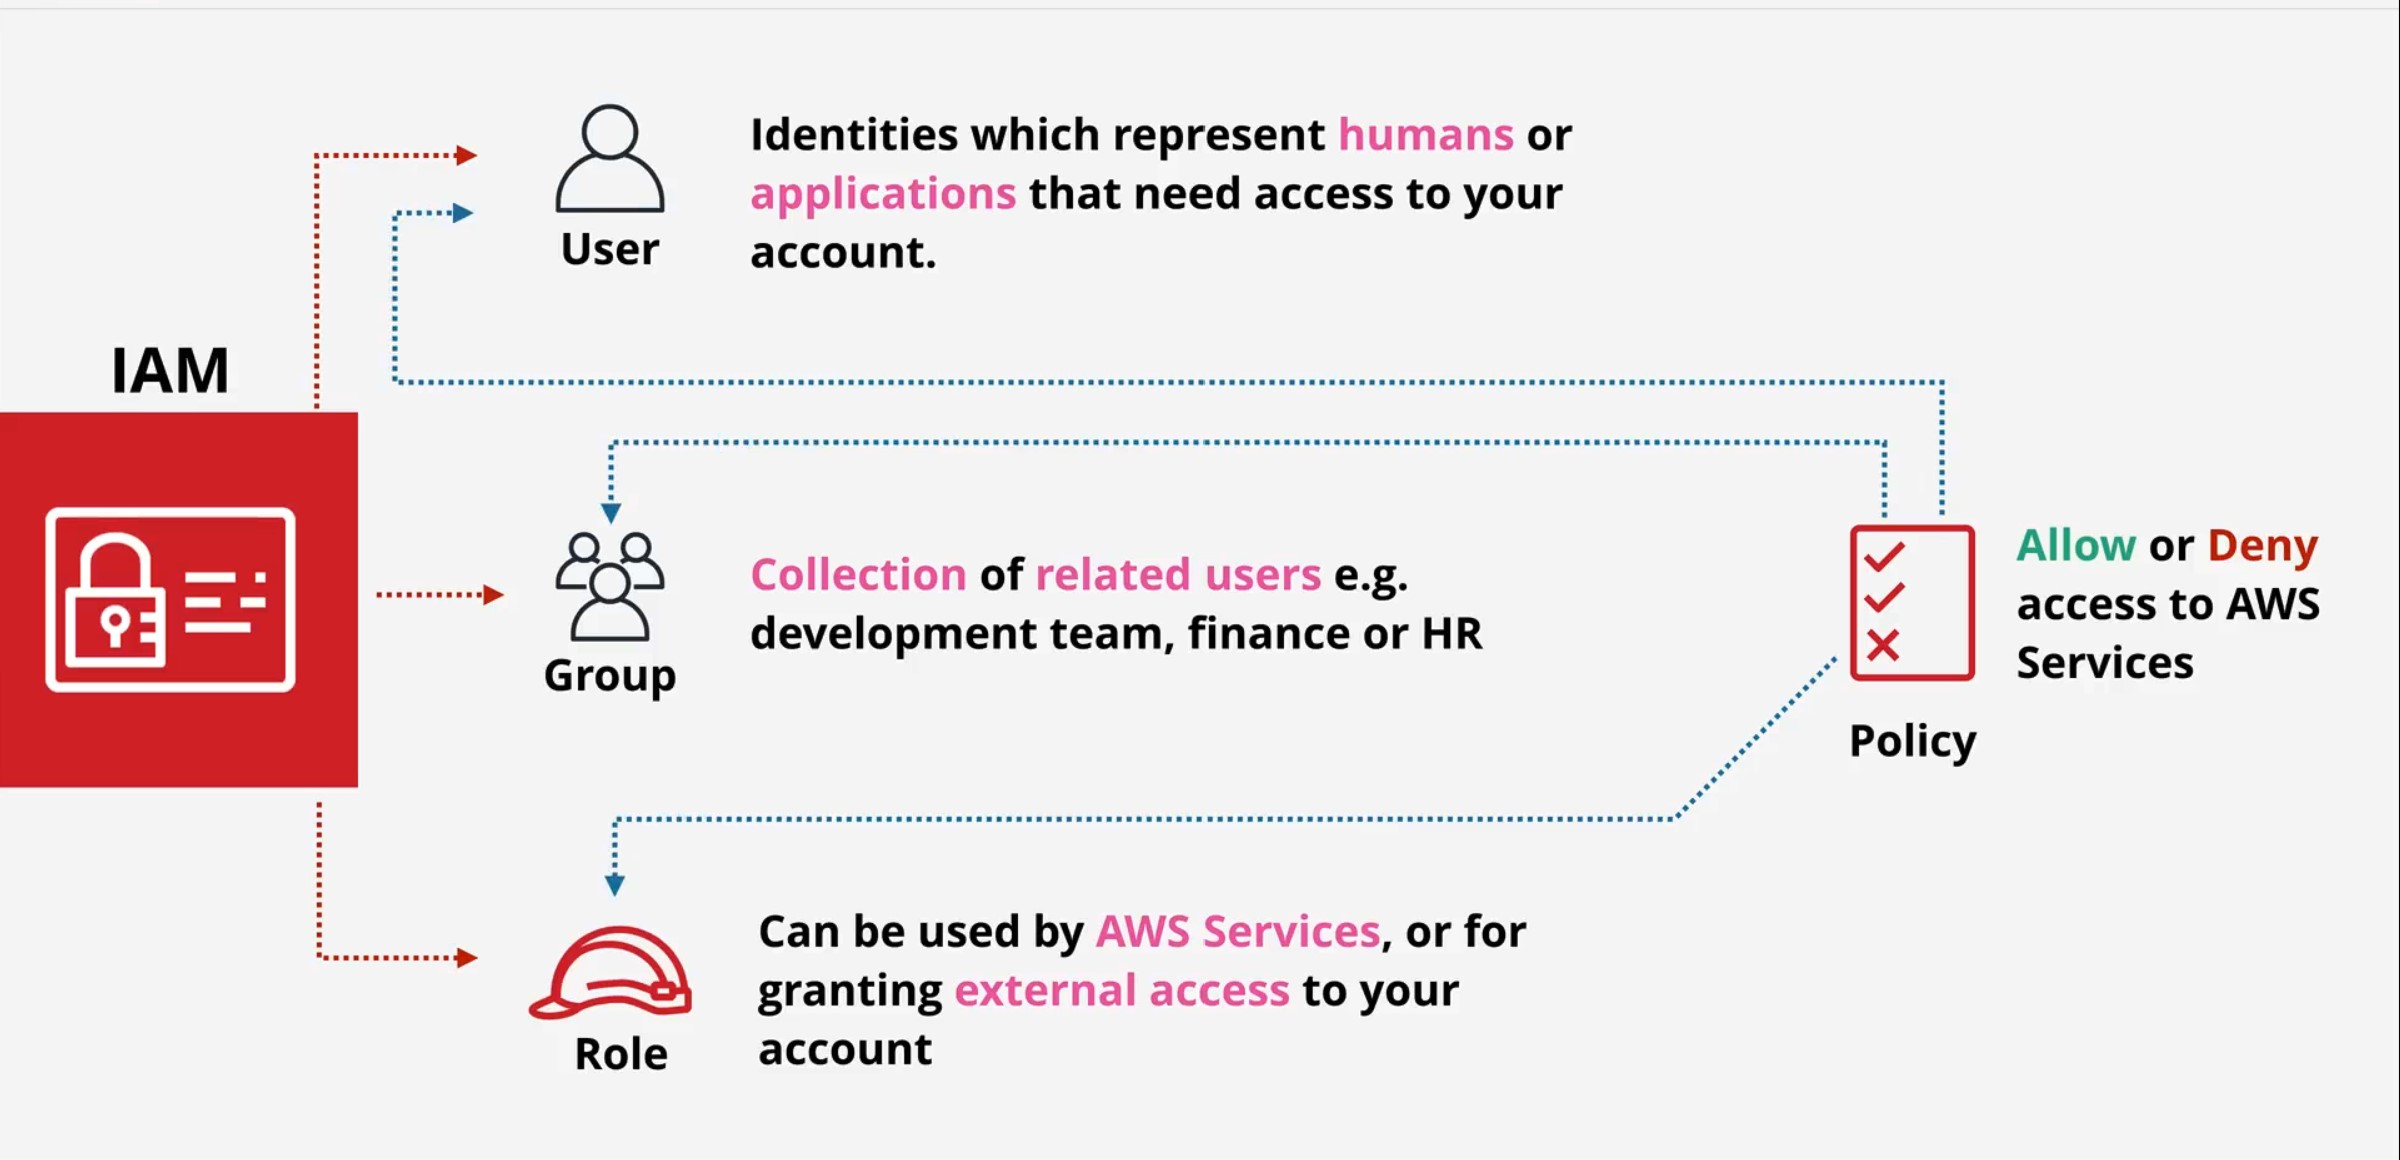 Identities which represent humans or
applications that need access to your
account.
User
IAM
Collection of related users e.g.
development team, finance or HR
Group
Allow or Deny
access to AWS
Services
Policy
Can be used by AWS Services, or for
granting external access to your
account
Role